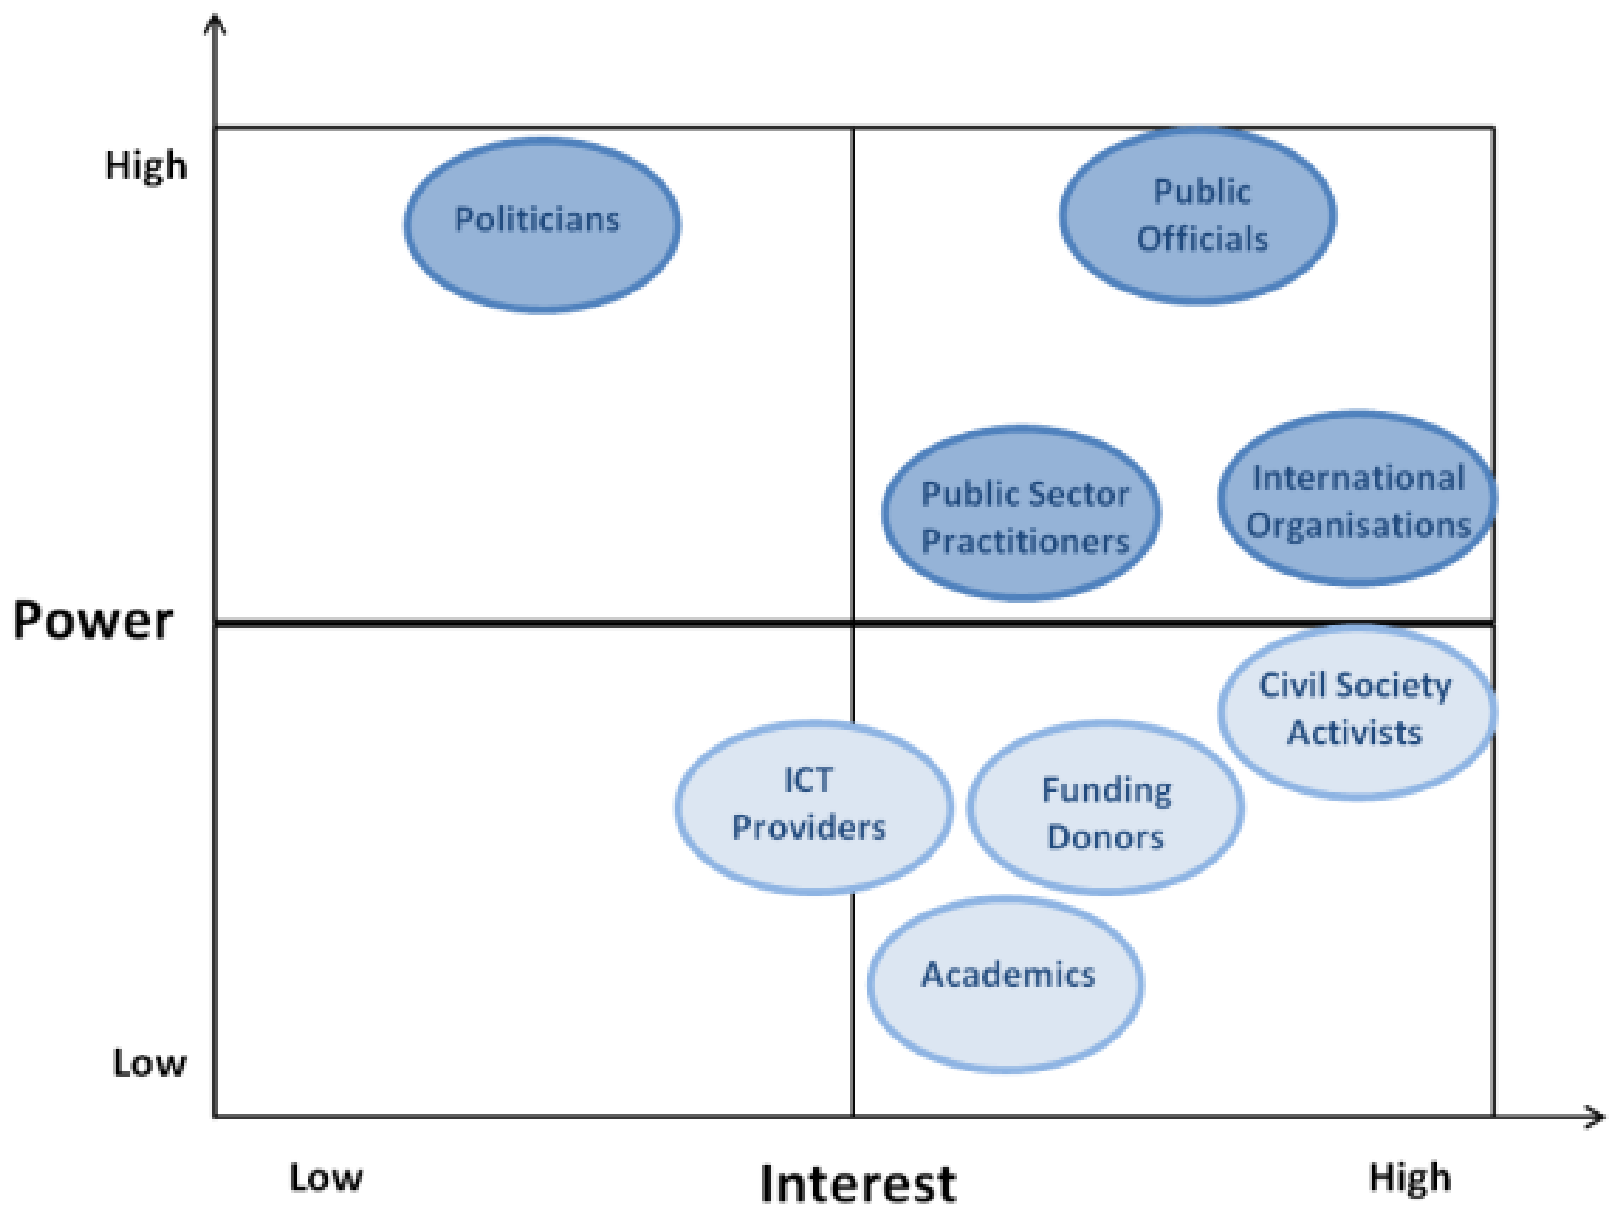 High
Politicians
Public
Officials
Public Sector
Practitioners
International
Organisations
Power
Civil Society
Activists
ICT
Providers
Funding
Donors
Academics
Low
Low
Interest
High